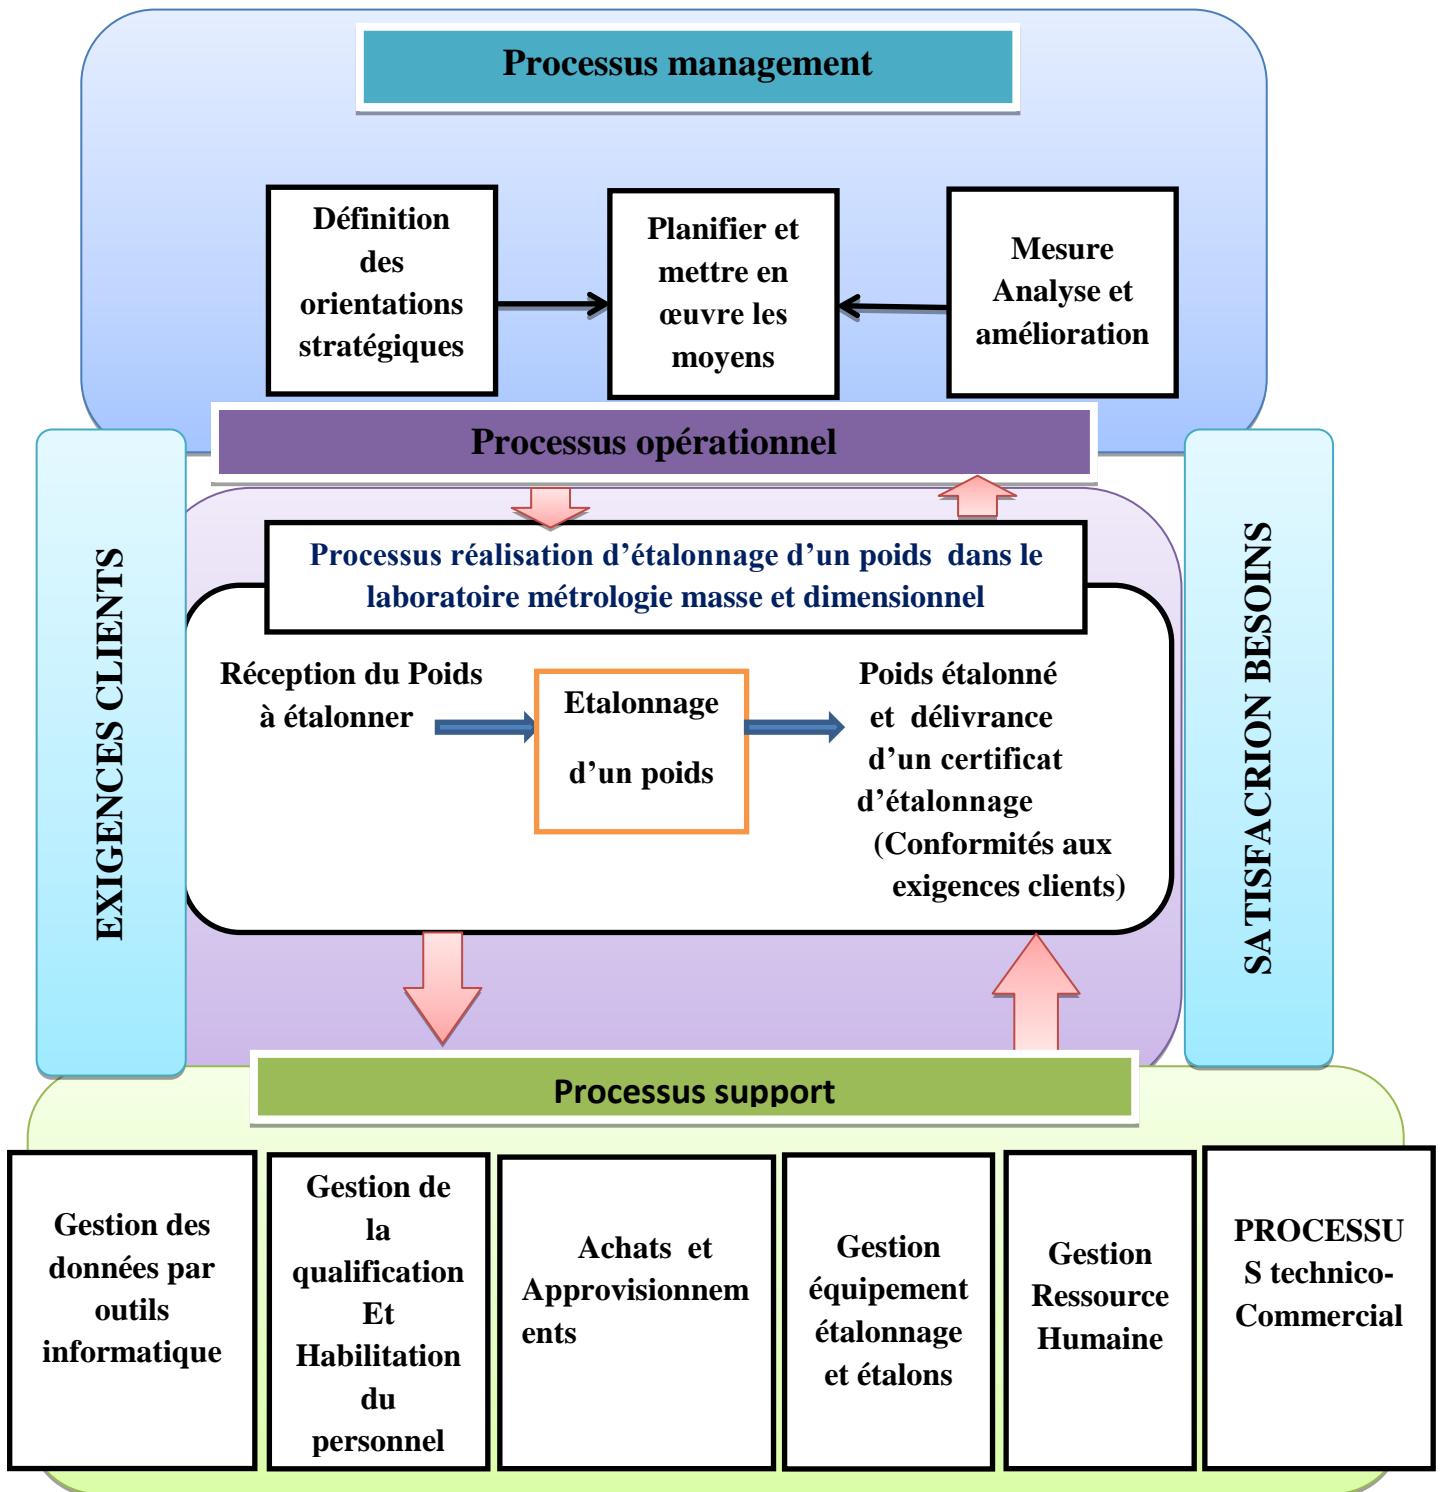 Processus management
Définition
des
orientations
stratégiques
Planifier et
mettre en
œuvre les
moyens
Mesure
Analyse et
amélioration
Processus opérationnel
EXIGENCES CLIENTS
Processus réalisation d’étalonnage d’un poids dans le
laboratoire métrologie masse et dimensionnel
Réception du Poids
à étalonner
Etalonnage
d’un poids
Poids étalonné
et délivrance
d’un certificat
d’étalonnage
(Conformités aux
exigences clients)
SATISFACRION BESOINS
Processus support
Gestion des
données par
outils
informatique
Gestion de
la
qualification
Et
Habilitation
du
personnel
Achats et
Approvisionnem
ents
Gestion
équipement
étalonnage
et étalons
Gestion
Ressource
Humaine
PROCESSU
S technico-
Commercial